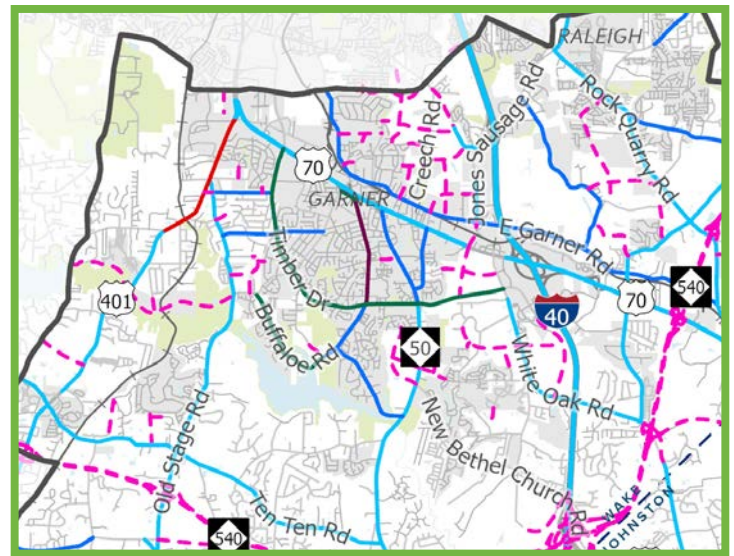 RALEIGH
Rock Quarry Rd
Jones Sausage Rd
Creech Rd
70
GARNER
E Garner Rd
540
401
Timber Dr
Buffaloe Rd
40
70
50
White Oak Rd
Old Stage Rd
New Bethel Church Rd
Ten Ten Rd
540
WAKE
JOHNSTON